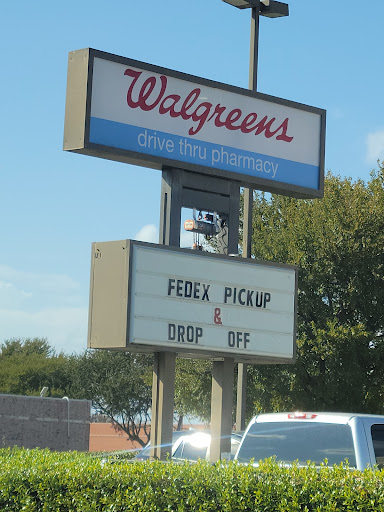 Walgreens
drive thru pharmacy
FEDEX PICKUP
&
DROP OFF